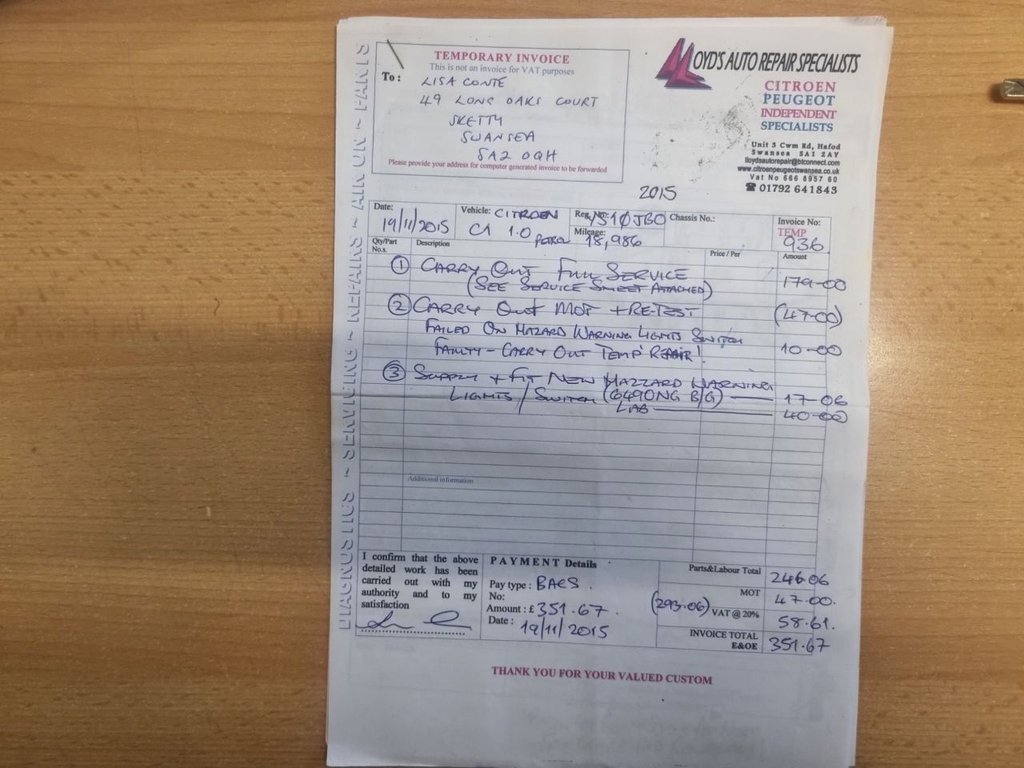 TEMPORARY INVOICE
This is not an invoice for VAT purposes
To :
LISA CONTE
49 LONG OAKS COURT
SKETTY
SWANSEA
SA2 0QH
Please provide your address for computer generated invoice to be forwarded
LLOYD'S AUTO REPAIR SPECIALISTS
CITROEN
PEUGEOT
INDEPENDENT
SPECIALISTS
Unit 5 Cwm Rd, Hafod
Swansea SA1 2AY
lloydsautorepair@btconnect.com
www.citroenpeugeotswansea.co.uk
Vat No 666 8957 60
☎ 01792 641843
2015
Date: 19/11/2015
Vehicle: CITROEN C1 1.0 PETROL
Reg. No: YS10JBO
Mileage: 18,986
Chassis No.:
Invoice No: TEMP 936
Qty/Part No.s. Description Price / Per Amount
① CARRY OUT FULL SERVICE
(SEE SERVICE SHEET ATTACHED) 179-00
② CARRY OUT MOT + RE-TEST (47-00)
FAILED ON HAZARD WARNING LIGHTS SWITCH
FAULTY - CARRY OUT TEMP REPAIR! 10-00
③ SUPPLY + FIT NEW HAZZARD WARNING
LIGHTS / SWITCH (6490NG B/G) 17-06
LAB 40-00
Additional information
DIAGNOSTICS ~ SERVICING ~ REPAIRS ~ AIR CON ~ PARTS
I confirm that the above
detailed work has been
carried out with my
authority and to my
satisfaction
PAYMENT Details
Pay type : BACS.
No:
Amount : £ 351.67.
Date : 19/11/2015
Parts&Labour Total 246.06
MOT 47-00.
(293.06) VAT @ 20% 58.61.
INVOICE TOTAL
E&OE 351.67
THANK YOU FOR YOUR VALUED CUSTOM